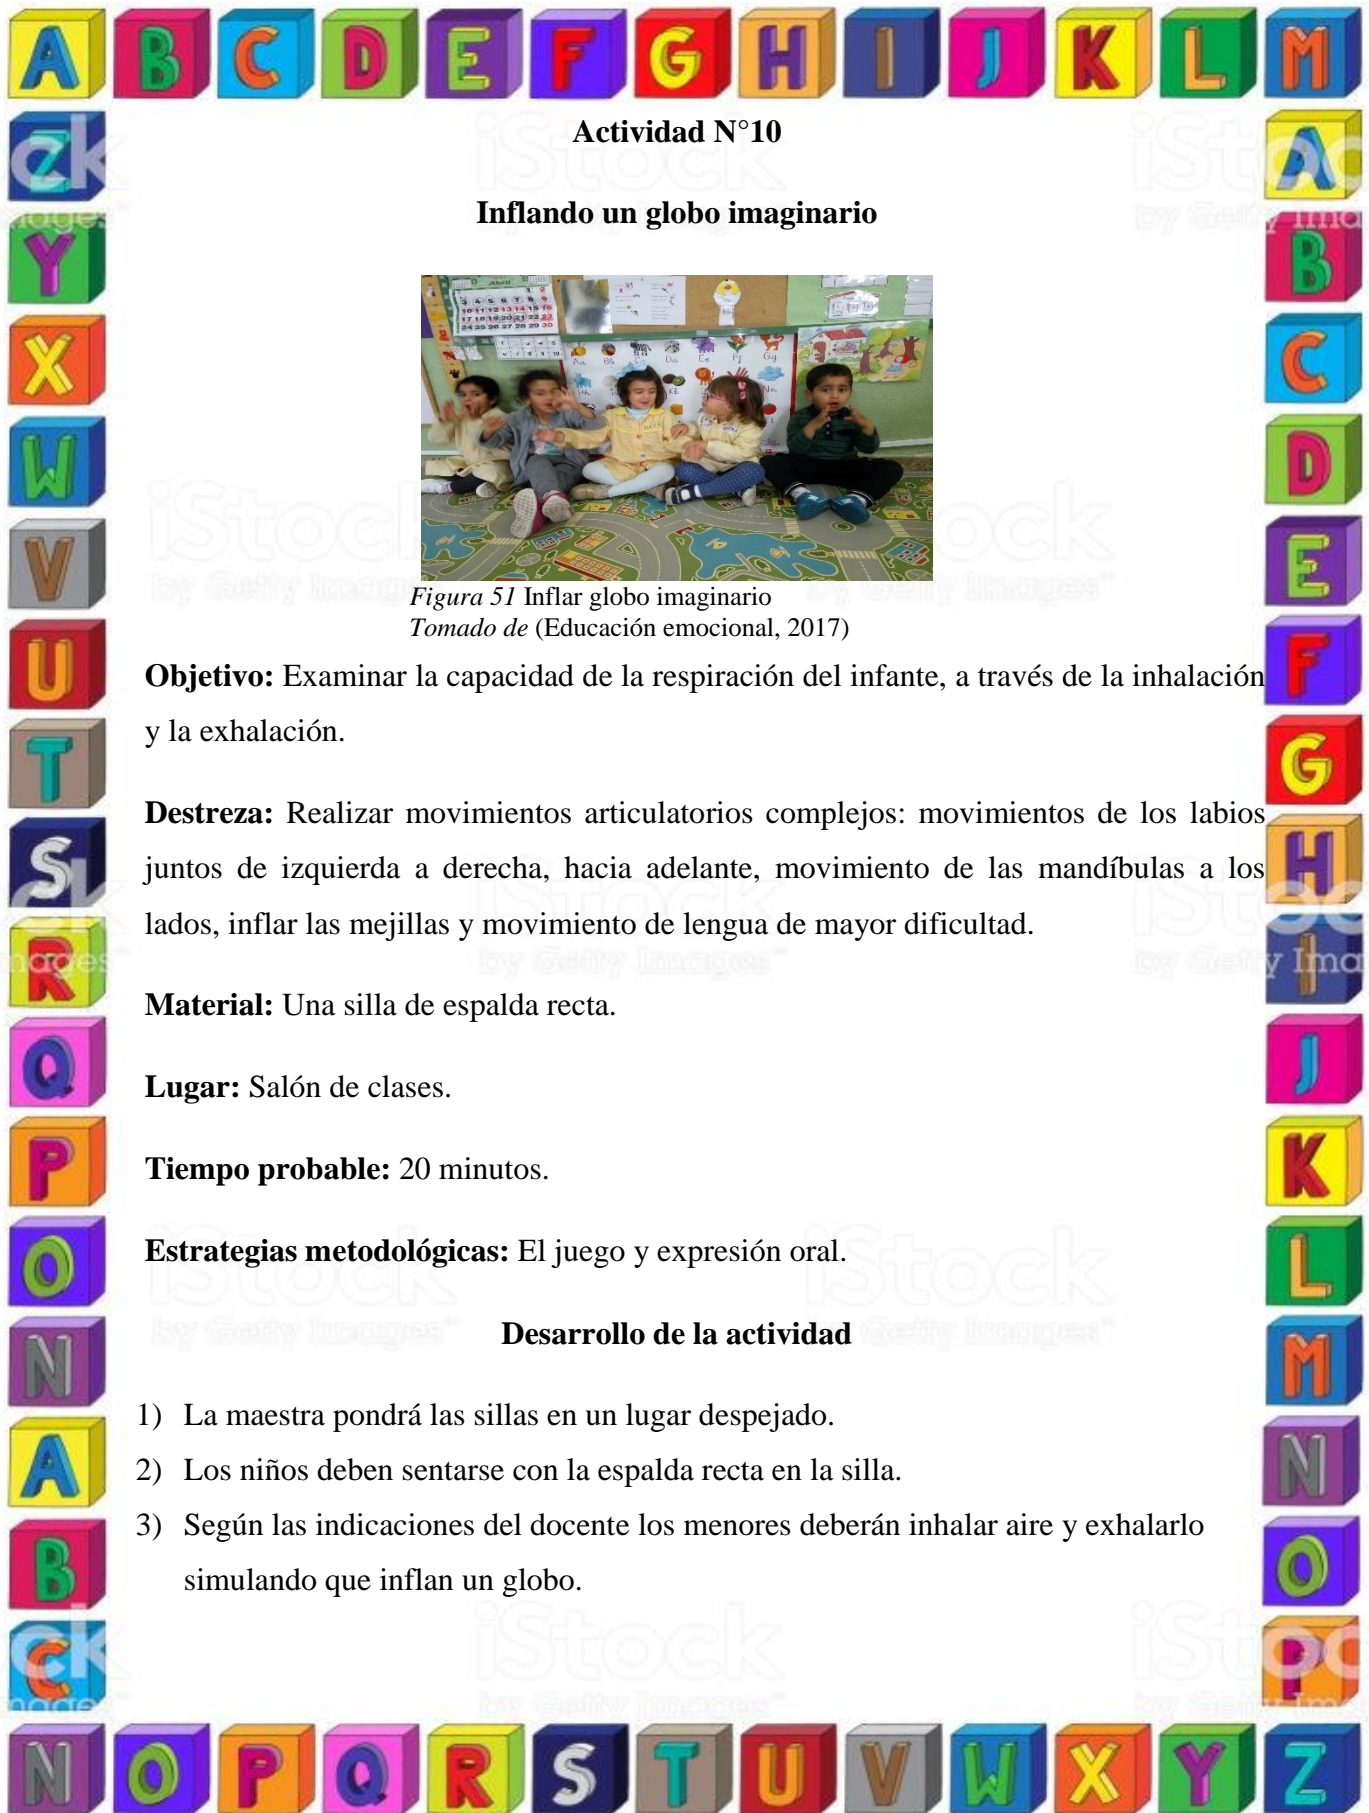 A B C D E F G H I J K L M
Actividad N°10
Inflando un globo imaginario
Abril
Figura 51 Inflar globo imaginario
Tomado de (Educación emocional, 2017)
Objetivo: Examinar la capacidad de la respiración del infante, a través de la inhalación
y la exhalación.
Destreza: Realizar movimientos articulatorios complejos: movimientos de los labios
juntos de izquierda a derecha, hacia adelante, movimiento de las mandíbulas a los
lados, inflar las mejillas y movimiento de lengua de mayor dificultad.
Material: Una silla de espalda recta.
Lugar: Salón de clases.
Tiempo probable: 20 minutos.
Estrategias metodológicas: El juego y expresión oral.
Desarrollo de la actividad
1) La maestra pondrá las sillas en un lugar despejado.
2) Los niños deben sentarse con la espalda recta en la silla.
3) Según las indicaciones del docente los menores deberán inhalar aire y exhalarlo
simulando que inflan un globo.
Z
Y
X
W
V
U
T
S
R
Q
P
O
N
A
B
C
A
B
C
D
E
F
G
H
I
J
K
L
M
N
O
P
N O P Q R S T U V W X Y Z
iStock
by Getty Images™